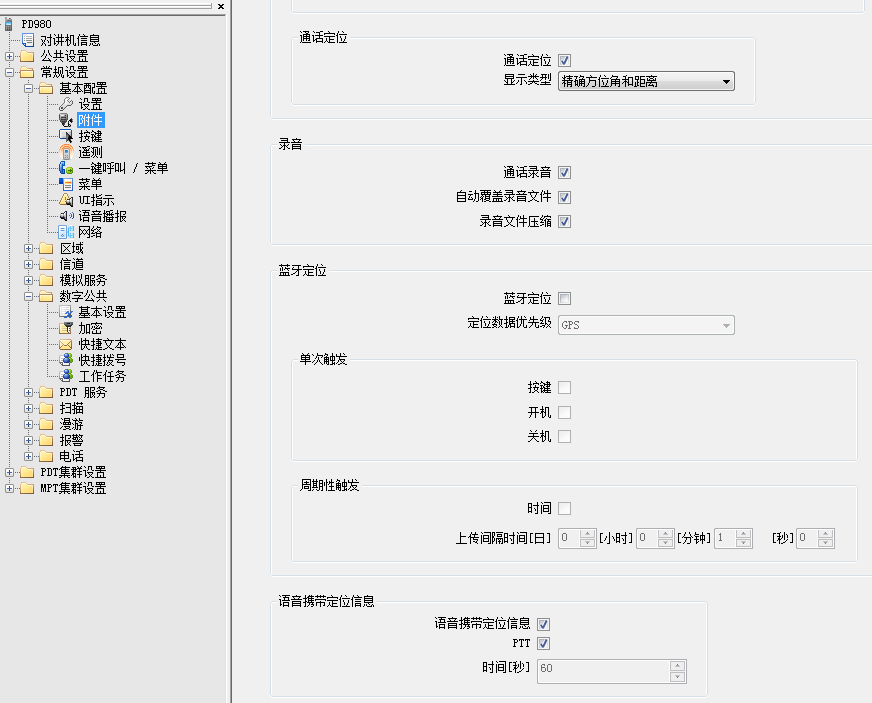 PD980
对讲机信息
公共设置
常规设置
基本配置
设置
附件
按键
遥测
一键呼叫 / 菜单
菜单
UI指示
语音播报
网络
区域
信道
模拟服务
数字公共
基本设置
加密
快捷文本
快捷拨号
工作任务
PDT 服务
扫描
漫游
报警
电话
PDT集群设置
MPT集群设置
通话定位
通话定位
显示类型 精确方位角和距离
录音
通话录音
自动覆盖录音文件
录音文件压缩
蓝牙定位
蓝牙定位
定位数据优先级 GPS
单次触发
按键
开机
关机
周期性触发
时间
上传间隔时间[日] 0 [小时] 0 [分钟] 1 [秒] 0
语音携带定位信息
语音携带定位信息
PTT
时间[秒] 60